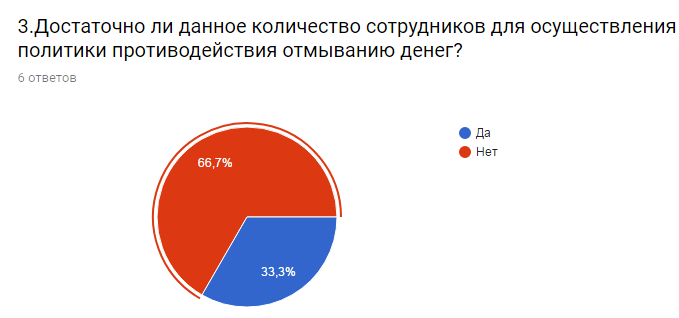 3.Достаточно ли данное количество сотрудников для осуществления
политики противодействия отмыванию денег?
6 ответов
Да
Нет
66,7%
33,3%